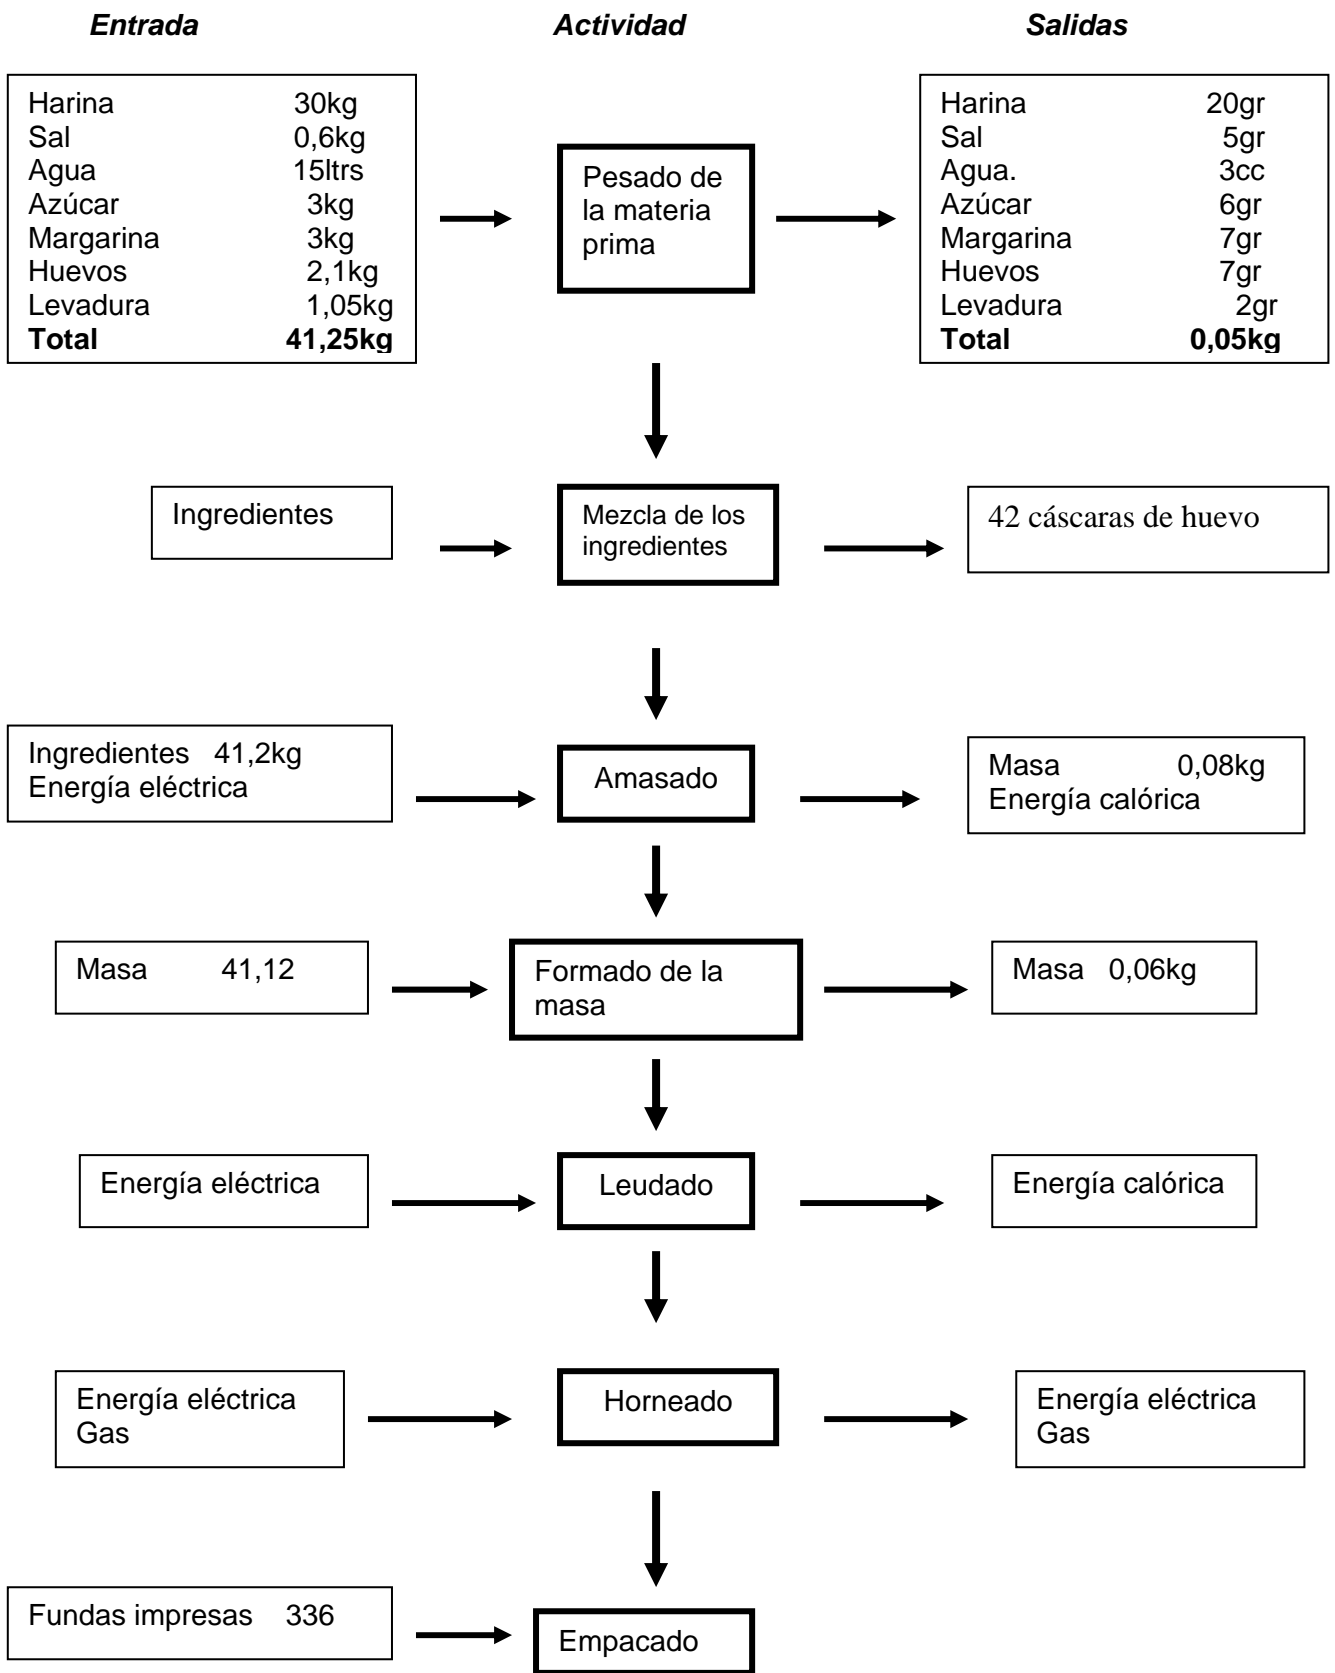 Entrada Actividad Salidas
Harina 30kg
Sal 0,6kg
Agua 15ltrs
Azúcar 3kg
Margarina 3kg
Huevos 2,1kg
Levadura 1,05kg
Total 41,25kg
Pesado de
la materia
prima
Harina 20gr
Sal 5gr
Agua. 3cc
Azúcar 6gr
Margarina 7gr
Huevos 7gr
Levadura 2gr
Total 0,05kg
Ingredientes
Mezcla de los
ingredientes
42 cáscaras de huevo
Ingredientes 41,2kg
Energía eléctrica
Amasado
Masa 0,08kg
Energía calórica
Masa 41,12
Formado de la
masa
Masa 0,06kg
Energía eléctrica
Leudado
Energía calórica
Energía eléctrica
Gas
Horneado
Energía eléctrica
Gas
Fundas impresas 336
Empacado